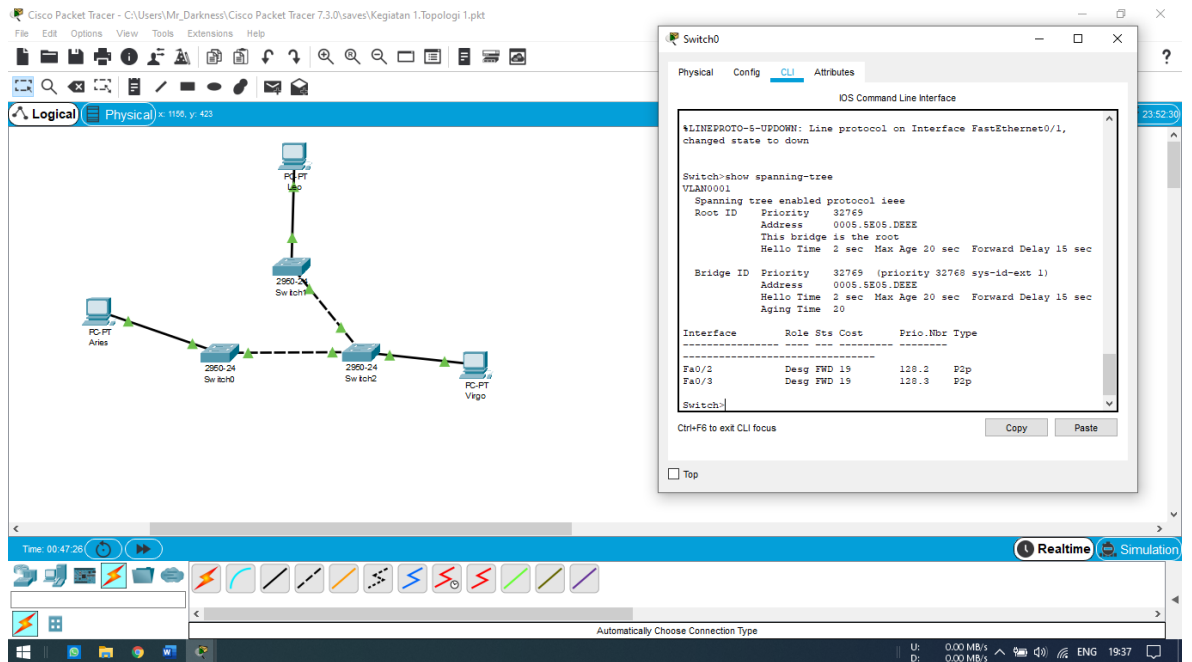 Cisco Packet Tracer - C:\Users\Mr_Darkness\Cisco Packet Tracer 7.3.0\saves\Kegiatan 1.Topologi 1.pkt
File Edit Options View Tools Extensions Help
?
Logical
Physical
x: 1156, y: 423
23:52:30
PC-PT
Leo
2950-24
Switch1
PC-PT
Aries
2950-24
Switch0
2950-24
Switch2
PC-PT
Virgo
Switch0
Physical Config CLI Attributes
IOS Command Line Interface
%LINEPROTO-5-UPDOWN: Line protocol on Interface FastEthernet0/1,
changed state to down
Switch>show spanning-tree
VLAN0001
Spanning tree enabled protocol ieee
Root ID Priority 32769
Address 0005.5E05.DEEE
This bridge is the root
Hello Time 2 sec Max Age 20 sec Forward Delay 15 sec
Bridge ID Priority 32769 (priority 32768 sys-id-ext 1)
Address 0005.5E05.DEEE
Hello Time 2 sec Max Age 20 sec Forward Delay 15 sec
Aging Time 20
Interface Role Sts Cost Prio.Nbr Type
---------------- ---- --- --------- --------
--------------------------------
Fa0/2 Desg FWD 19 128.2 P2p
Fa0/3 Desg FWD 19 128.3 P2p
Switch>
Ctrl+F6 to exit CLI focus
Copy
Paste
Top
Time: 00:47:26
Realtime
Simulation
Automatically Choose Connection Type
U: 0.00 MB/s
D: 0.00 MB/s
ENG 19:37